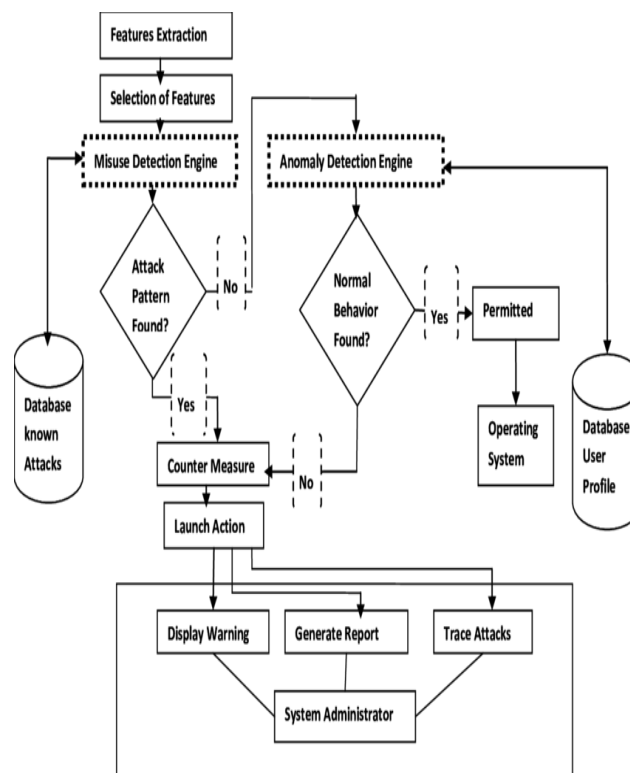 Features Extraction
Selection of Features
Misuse Detection Engine
Anomaly Detection Engine
Attack
Pattern
Found?
No
Normal
Behavior
Found?
Yes
Permitted
Database
known
Attacks
Yes
Operating
System
Database
User
Profile
Counter Measure
No
Launch Action
Display Warning
Generate Report
Trace Attacks
System Administrator